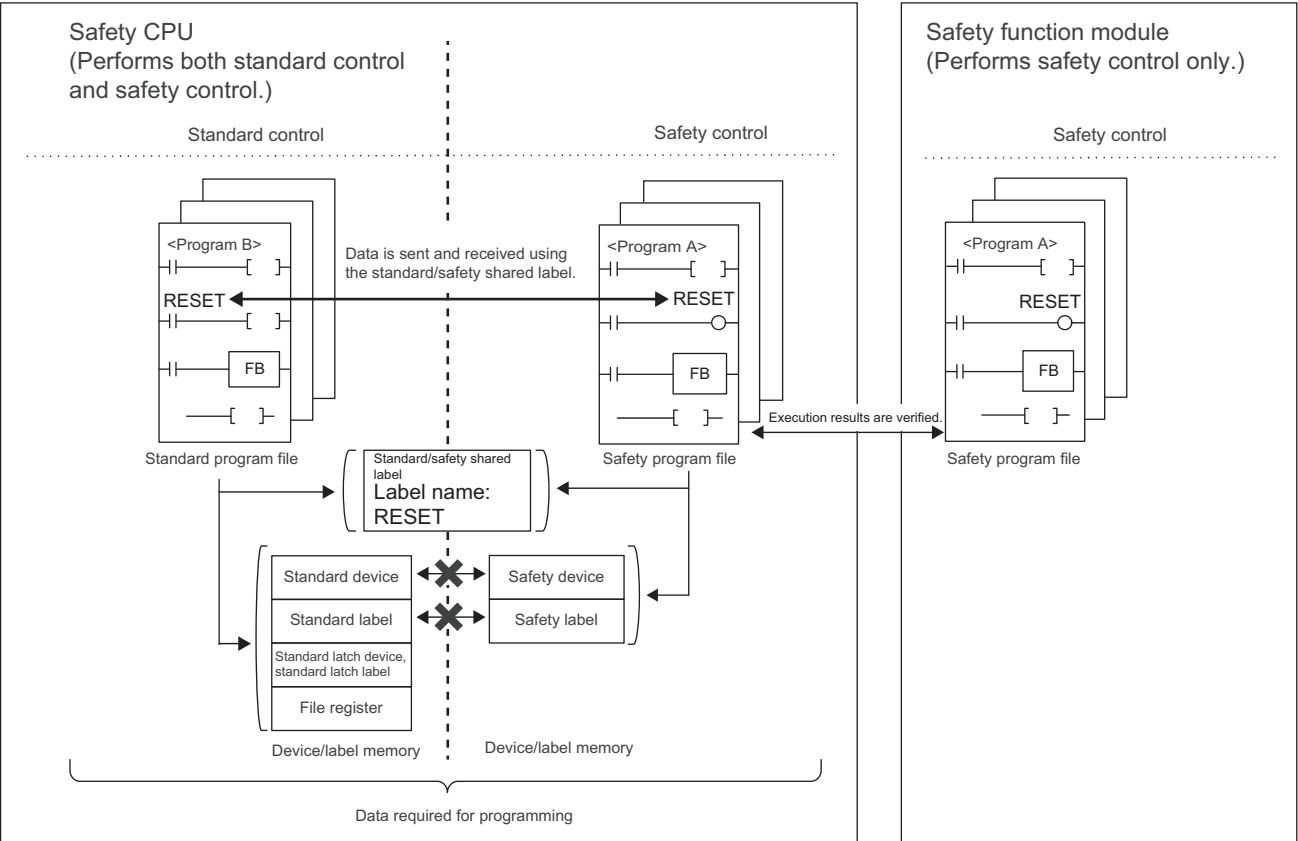 Safety CPU
(Performs both standard control
and safety control.)
Safety function module
(Performs safety control only.)
Standard control
Safety control
Safety control
<Program B>
RESET
FB
Data is sent and received using
the standard/safety shared label.
<Program A>
RESET
FB
<Program A>
RESET
FB
Execution results are verified.
Standard program file
Safety program file
Safety program file
Standard/safety shared
label
Label name:
RESET
Standard device
Safety device
Standard label
Safety label
Standard latch device,
standard latch label
File register
Device/label memory
Device/label memory
Data required for programming